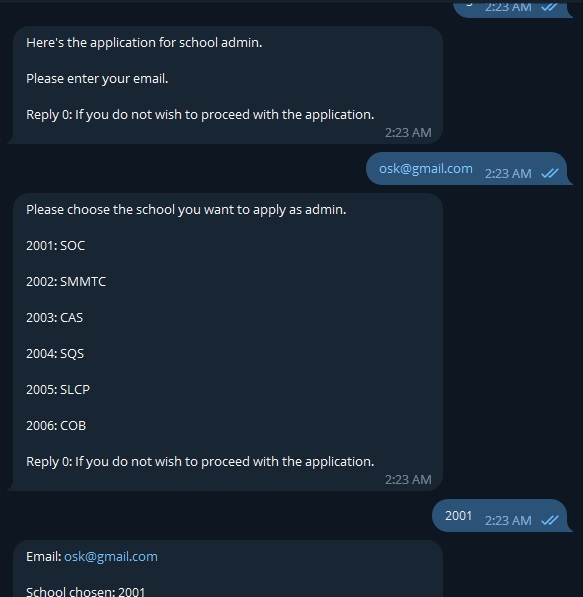 2:23 AM
Here's the application for school admin.
Please enter your email.
Reply 0: If you do not wish to proceed with the application.
2:23 AM
osk@gmail.com 2:23 AM
Please choose the school you want to apply as admin.
2001: SOC
2002: SMMTC
2003: CAS
2004: SQS
2005: SLCP
2006: COB
Reply 0: If you do not wish to proceed with the application.
2:23 AM
2001 2:23 AM
Email: osk@gmail.com
School chosen: 2001